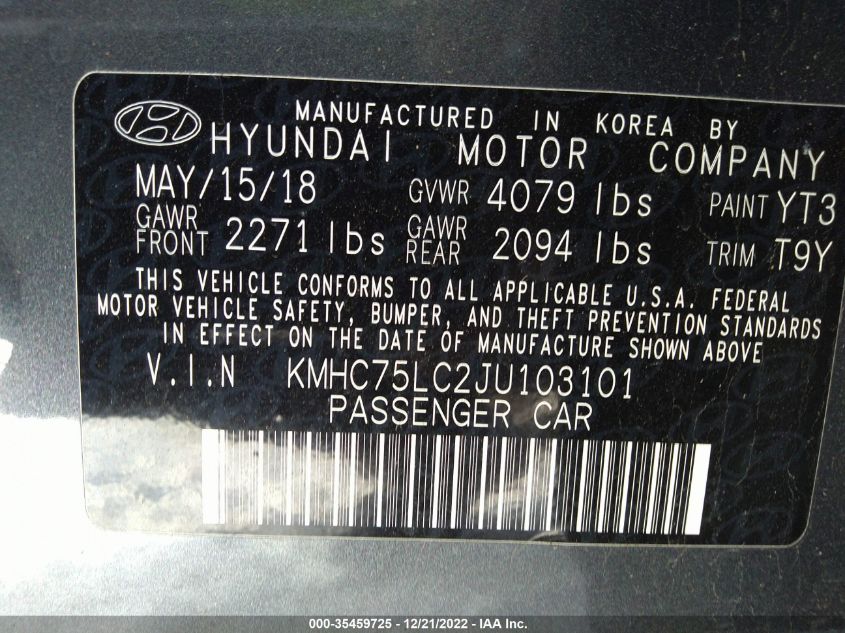 MANUFACTURED IN KOREA BY
HYUNDAI MOTOR COMPANY
MAY/15/18 GVWR 4079 lbs PAINT YT3
GAWR FRONT 2271 lbs GAWR REAR 2094 lbs TRIM T9Y
THIS VEHICLE CONFORMS TO ALL APPLICABLE U.S.A. FEDERAL
MOTOR VEHICLE SAFETY, BUMPER, AND THEFT PREVENTION STANDARDS
IN EFFECT ON THE DATE OF MANUFACTURE SHOWN ABOVE
V.I.N KMHC75LC2JU103101
PASSENGER CAR
000-35459725 - 12/21/2022 - IAA Inc.